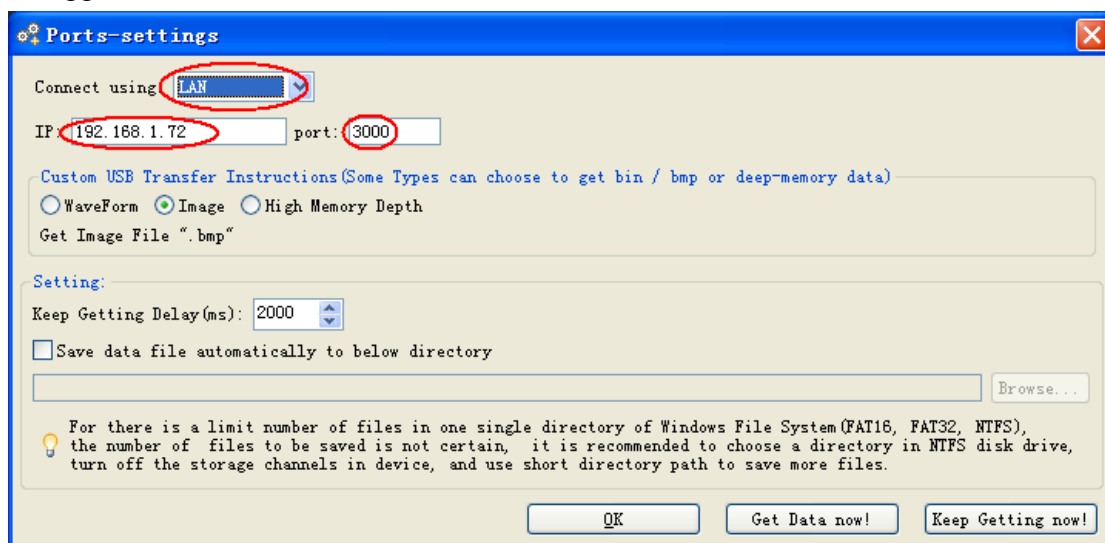 Ports-settings
Connect using: LAN
IP: 192.168.1.72 port: 3000
Custom USB Transfer Instructions(Some Types can choose to get bin / bmp or deep-memory data)
WaveForm Image High Memory Depth
Get Image File ".bmp"
Setting:
Keep Getting Delay(ms): 2000
Save data file automatically to below directory
Browse...
For there is a limit number of files in one single directory of Windows File System(FAT16, FAT32, NTFS),
the number of files to be saved is not certain, it is recommended to choose a directory in NTFS disk drive,
turn off the storage channels in device, and use short directory path to save more files.
OK Get Data now! Keep Getting now!